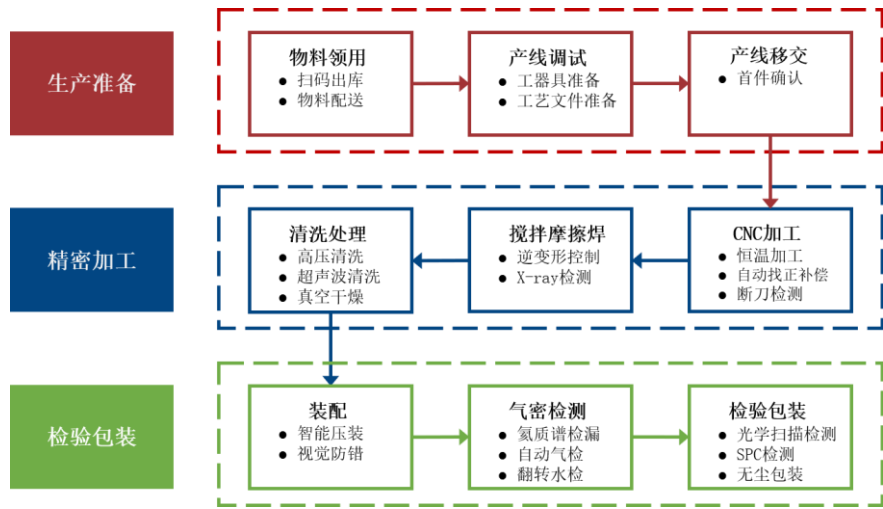 生产准备
物料领用
● 扫码出库
● 物料配送
产线调试
● 工器具准备
● 工艺文件准备
产线移交
● 首件确认
精密加工
清洗处理
● 高压清洗
● 超声波清洗
● 真空干燥
搅拌摩擦焊
● 逆变形控制
● X-ray检测
CNC加工
● 恒温加工
● 自动找正补偿
● 断刀检测
检验包装
装配
● 智能压装
● 视觉防错
气密检测
● 氦质谱检漏
● 自动气检
● 翻转水检
检验包装
● 光学扫描检测
● SPC检测
● 无尘包装